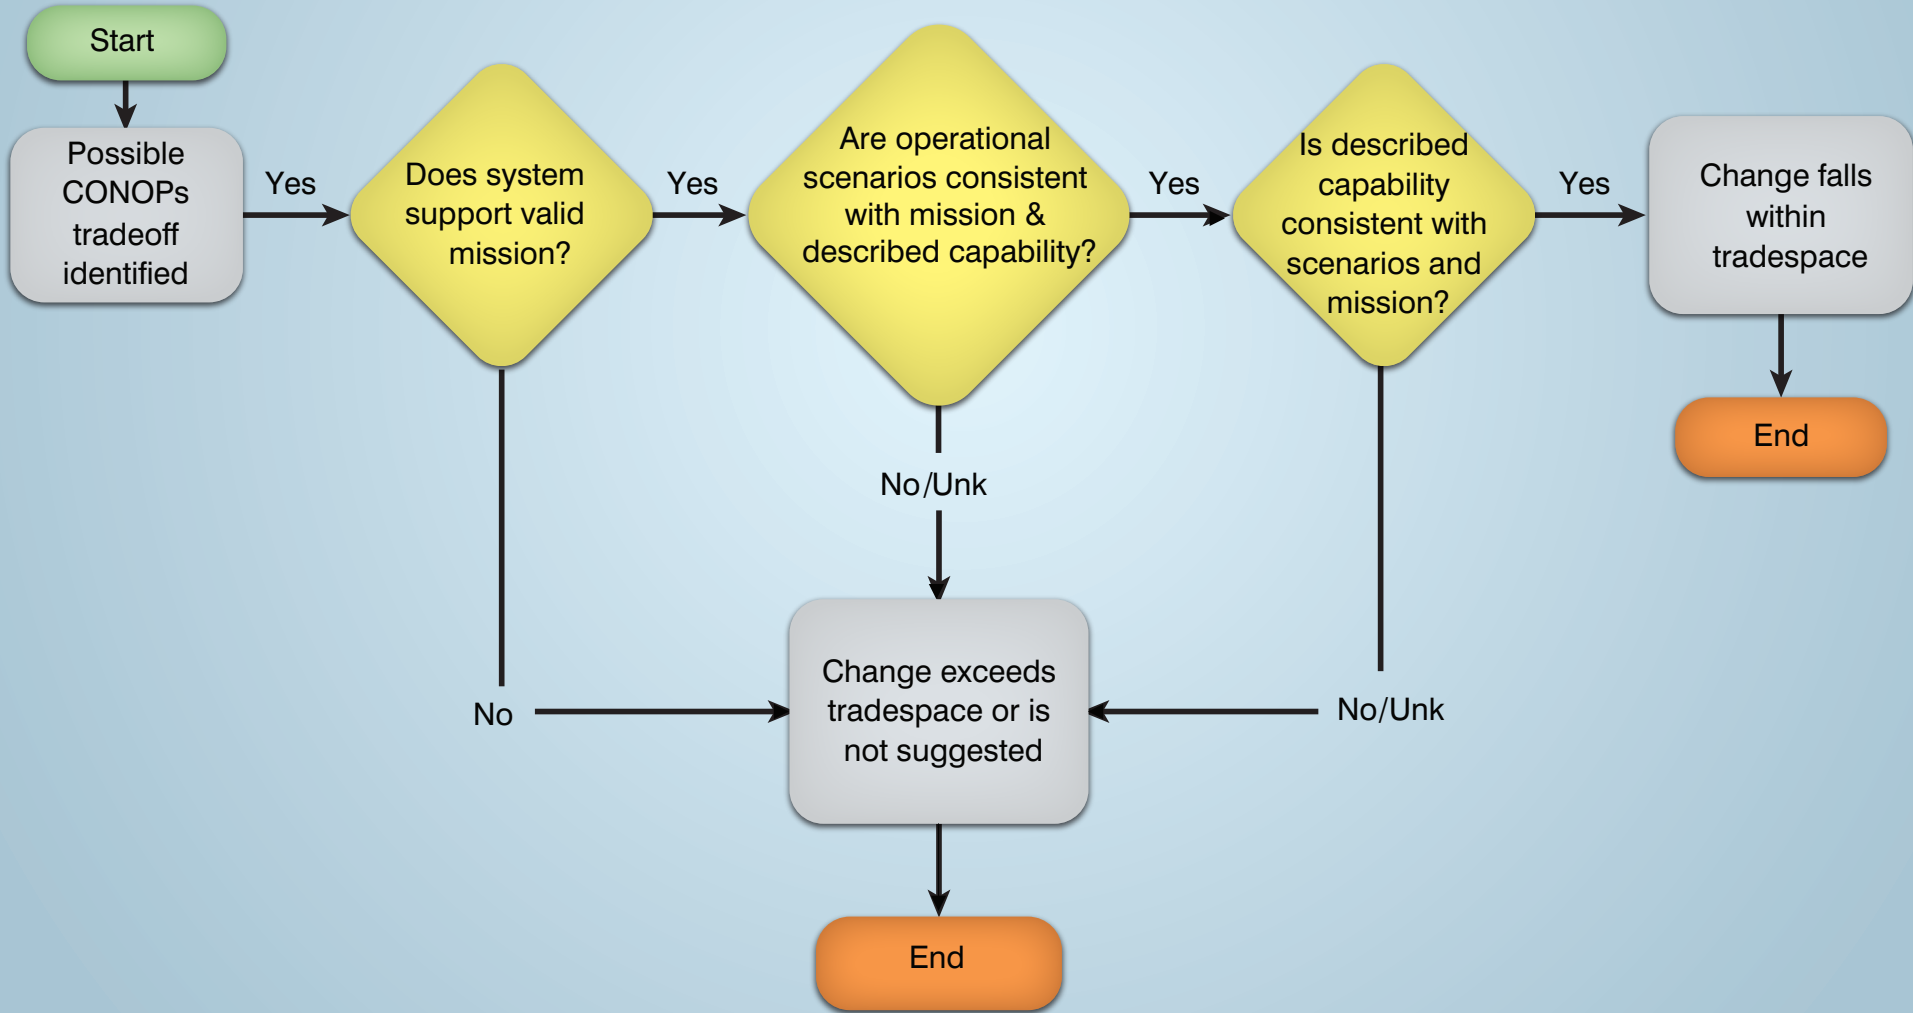 Start
Possible
CONOPs
tradeoff
identified
Yes
Does system
support valid
mission?
Yes
Are operational
scenarios consistent
with mission &
described capability?
Yes
Is described
capability
consistent with
scenarios and
mission?
Yes
Change falls
within
tradespace
End
No/Unk
No
Change exceeds
tradespace or is
not suggested
No/Unk
End